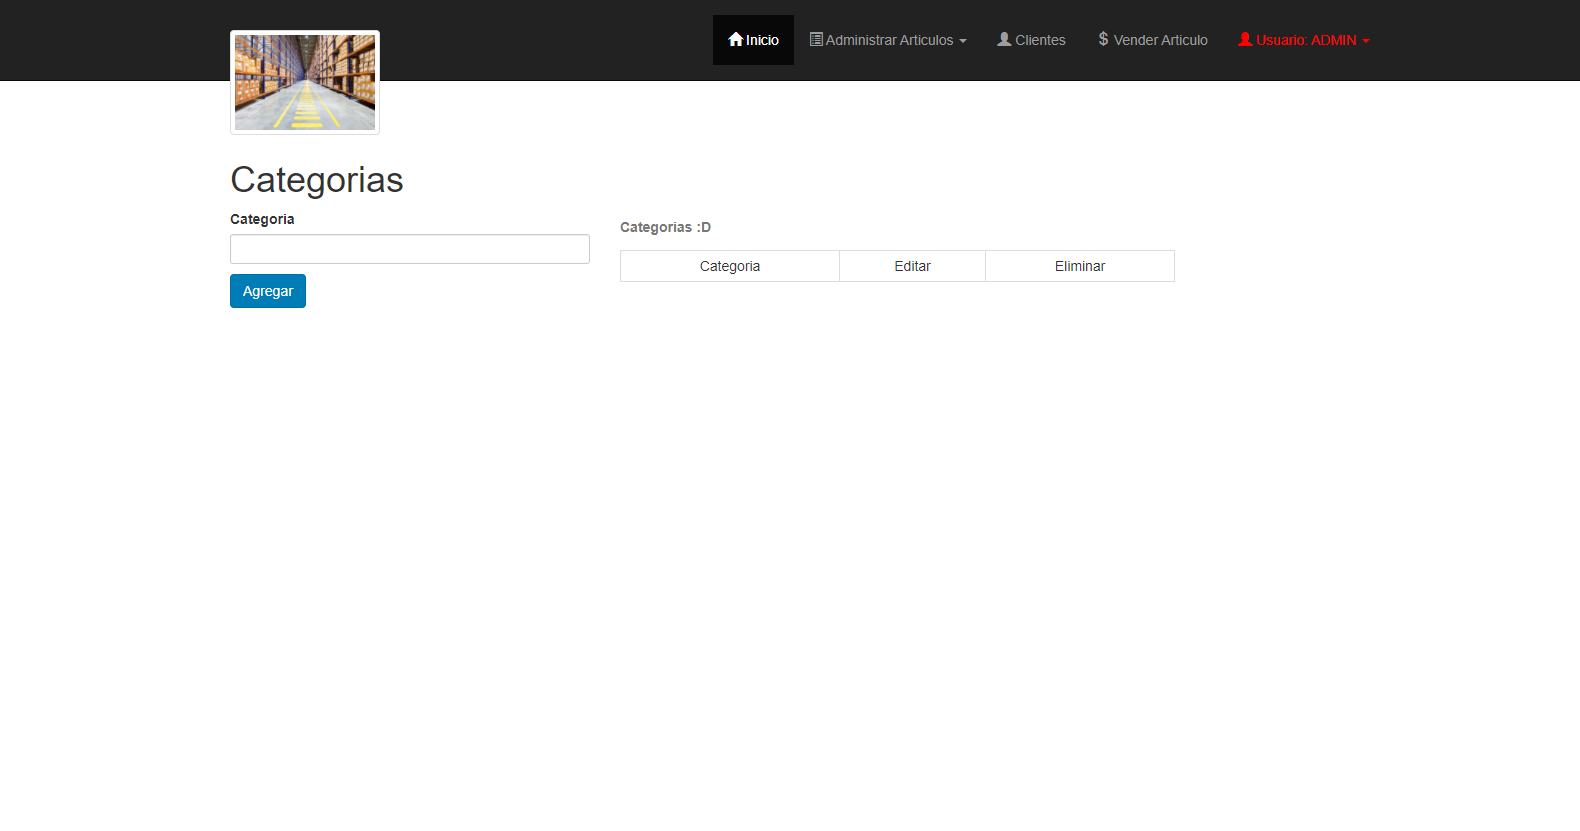 Inicio Administrar Articulos Clientes $ Vender Articulo Usuario: ADMIN
Categorias
Categoria
Agregar
Categorias :D
Categoria Editar Eliminar